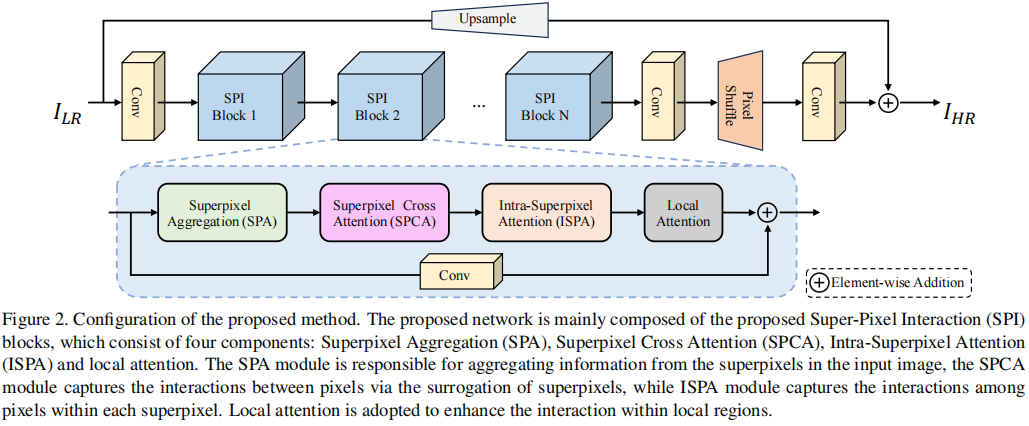 Upsample
I_LR
Conv
SPI
Block 1
SPI
Block 2
...
SPI
Block N
Conv
Pixel
Shuffle
Conv
I_HR
Superpixel
Aggregation (SPA)
Superpixel Cross
Attention (SPCA)
Intra-Superpixel
Attention (ISPA)
Local
Attention
Conv
Element-wise Addition
Figure 2. Configuration of the proposed method. The proposed network is mainly composed of the proposed Super-Pixel Interaction (SPI)
blocks, which consist of four components: Superpixel Aggregation (SPA), Superpixel Cross Attention (SPCA), Intra-Superpixel Attention
(ISPA) and local attention. The SPA module is responsible for aggregating information from the superpixels in the input image, the SPCA
module captures the interactions between pixels via the surrogation of superpixels, while ISPA module captures the interactions among
pixels within each superpixel. Local attention is adopted to enhance the interaction within local regions.